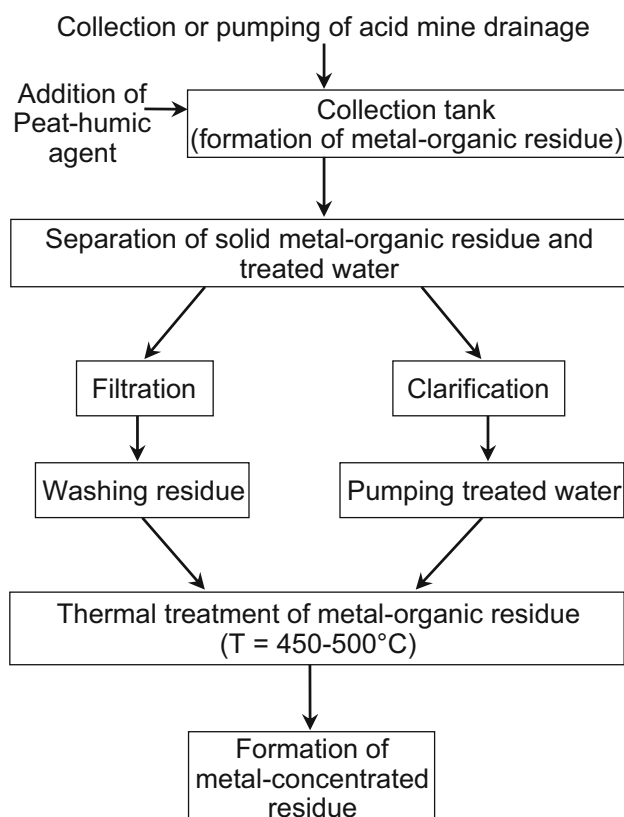 Collection or pumping of acid mine drainage
Addition of
Peat-humic
agent
Collection tank
(formation of metal-organic residue)
Separation of solid metal-organic residue and
treated water
Filtration
Clarification
Washing residue
Pumping treated water
Thermal treatment of metal-organic residue
(T = 450-500°C)
Formation of
metal-concentrated
residue